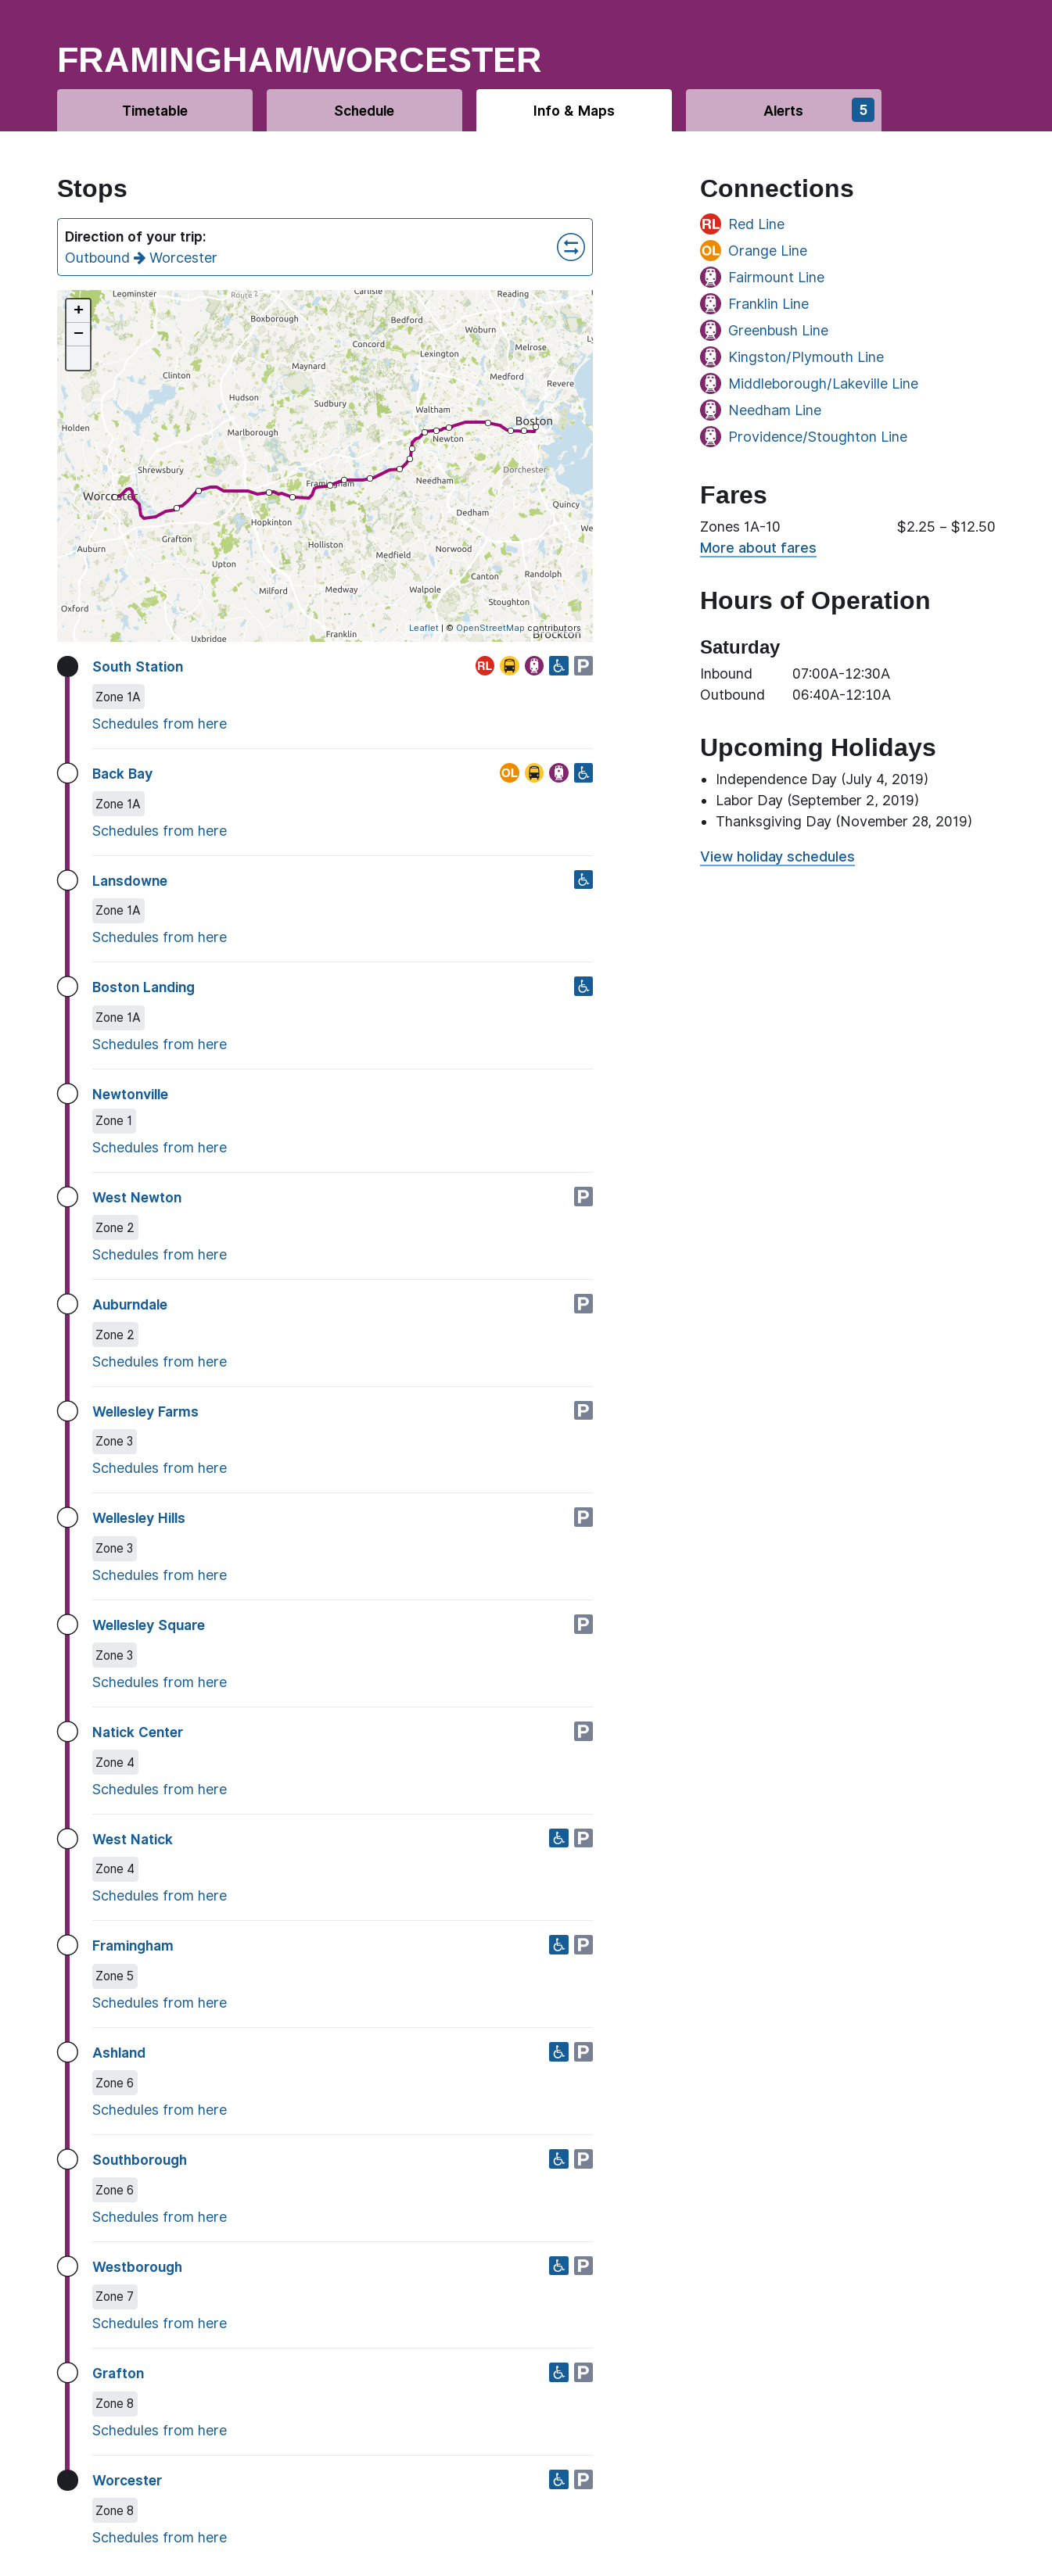 FRAMINGHAM/WORCESTER
Timetable
Schedule
Info & Maps
Alerts
5
Stops
Direction of your trip:
Outbound Worcester
+
−
Leominster
Route
Carlisle
Reading
Boxborough
Bedford
Woburn
Concord
Lexington
Melrose
Maynard
Clinton
Medford
Revere
Hudson
Sudbury
Waltham
Boston
Holden
Marlborough
Newton
Shrewsbury
Dorchester
Framingham
Needham
Worcester
Quincy
Dedham
Hopkinton
Grafton
Holliston
Auburn
Medfield
Norwood
Upton
Canton
Randolph
Milford
Medway
Walpole
Stoughton
Oxford
Uxbridge
Franklin
Brockton
Leaflet | © OpenStreetMap contributors
South Station
RL
P
Zone 1A
Schedules from here
Back Bay
OL
Zone 1A
Schedules from here
Lansdowne
Zone 1A
Schedules from here
Boston Landing
Zone 1A
Schedules from here
Newtonville
Zone 1
Schedules from here
West Newton
P
Zone 2
Schedules from here
Auburndale
P
Zone 2
Schedules from here
Wellesley Farms
P
Zone 3
Schedules from here
Wellesley Hills
P
Zone 3
Schedules from here
Wellesley Square
P
Zone 3
Schedules from here
Natick Center
P
Zone 4
Schedules from here
West Natick
P
Zone 4
Schedules from here
Framingham
P
Zone 5
Schedules from here
Ashland
P
Zone 6
Schedules from here
Southborough
P
Zone 6
Schedules from here
Westborough
P
Zone 7
Schedules from here
Grafton
P
Zone 8
Schedules from here
Worcester
P
Zone 8
Schedules from here
Connections
RL Red Line
OL Orange Line
Fairmount Line
Franklin Line
Greenbush Line
Kingston/Plymouth Line
Middleborough/Lakeville Line
Needham Line
Providence/Stoughton Line
Fares
Zones 1A-10 $2.25 – $12.50
More about fares
Hours of Operation
Saturday
Inbound 07:00A-12:30A
Outbound 06:40A-12:10A
Upcoming Holidays
• Independence Day (July 4, 2019)
• Labor Day (September 2, 2019)
• Thanksgiving Day (November 28, 2019)
View holiday schedules